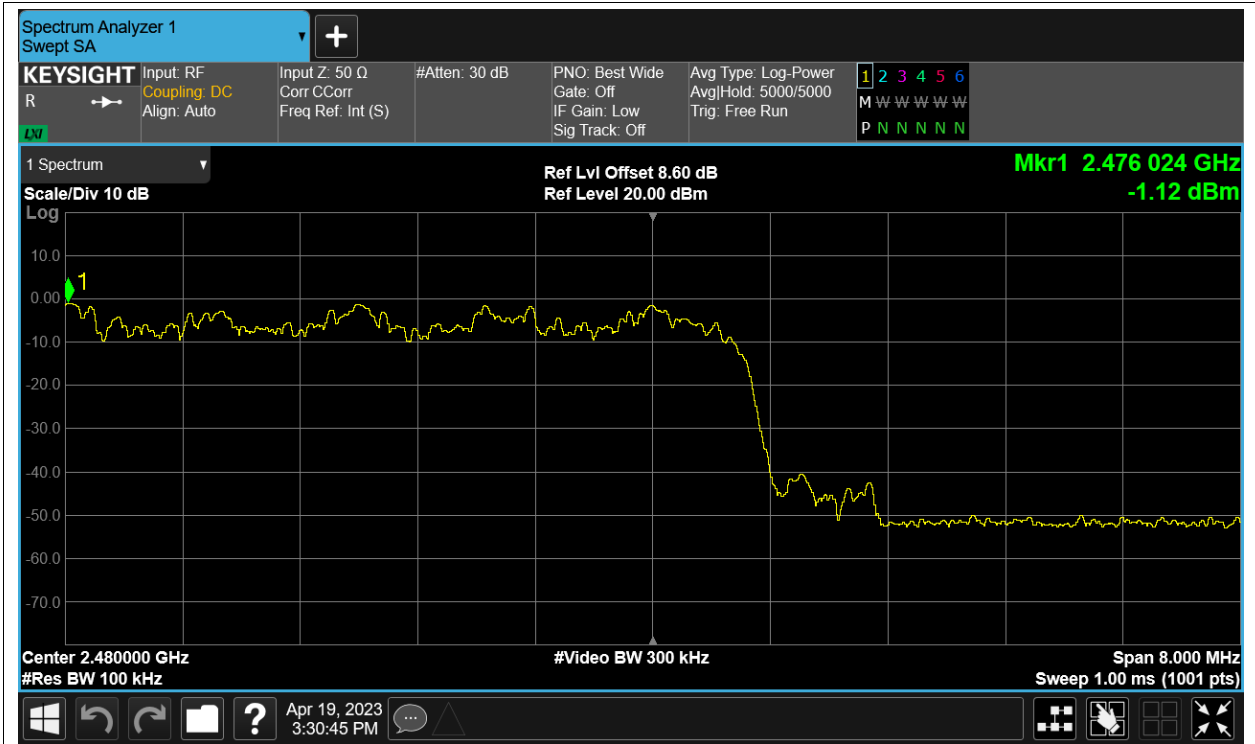 Spectrum Analyzer 1
Swept SA
+
KEYSIGHT
R
LXI
Input: RF
Coupling: DC
Align: Auto
Input Z: 50 Ω
Corr CCorr
Freq Ref: Int (S)
#Atten: 30 dB
PNO: Best Wide
Gate: Off
IF Gain: Low
Sig Track: Off
Avg Type: Log-Power
Avg|Hold: 5000/5000
Trig: Free Run
1 2 3 4 5 6
M W W W W W
P N N N N N
1 Spectrum
Scale/Div 10 dB
Log
Ref Lvl Offset 8.60 dB
Ref Level 20.00 dBm
Mkr1 2.476 024 GHz
-1.12 dBm
1
10.0
0.00
-10.0
-20.0
-30.0
-40.0
-50.0
-60.0
-70.0
Center 2.480000 GHz
#Video BW 300 kHz
Span 8.000 MHz
#Res BW 100 kHz
Sweep 1.00 ms (1001 pts)
?
Apr 19, 2023
3:30:45 PM